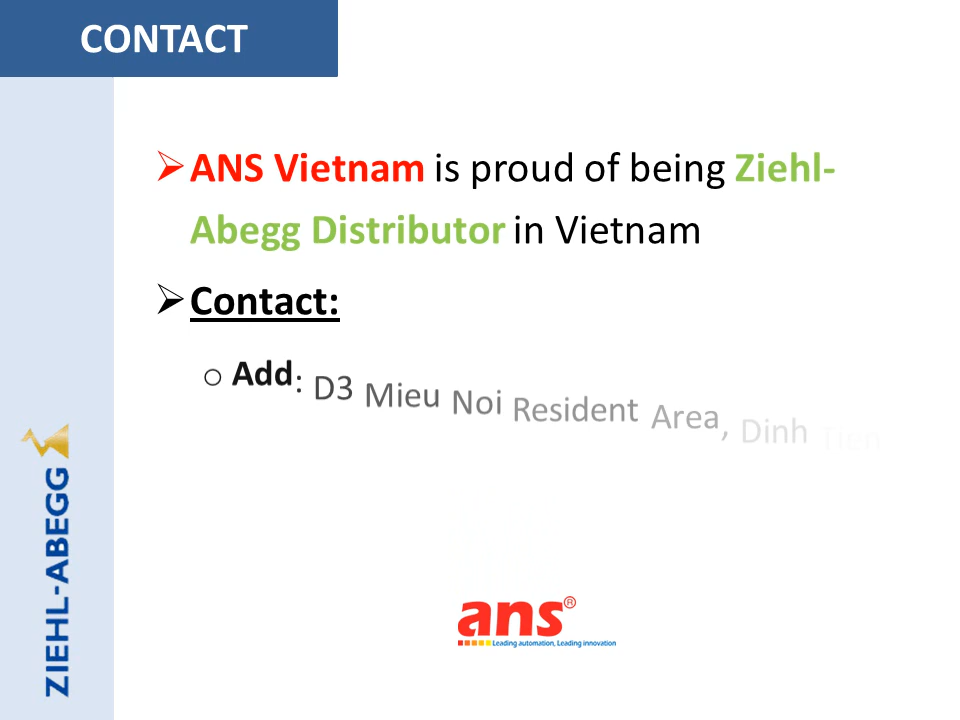 CONTACT
ANS Vietnam is proud of being Ziehl-
Abegg Distributor in Vietnam
Contact:
Add: D3 Mieu Noi Resident Area, Dinh Tien
ZIEHL-ABEGG
ans®
Leading automation, Leading innovation